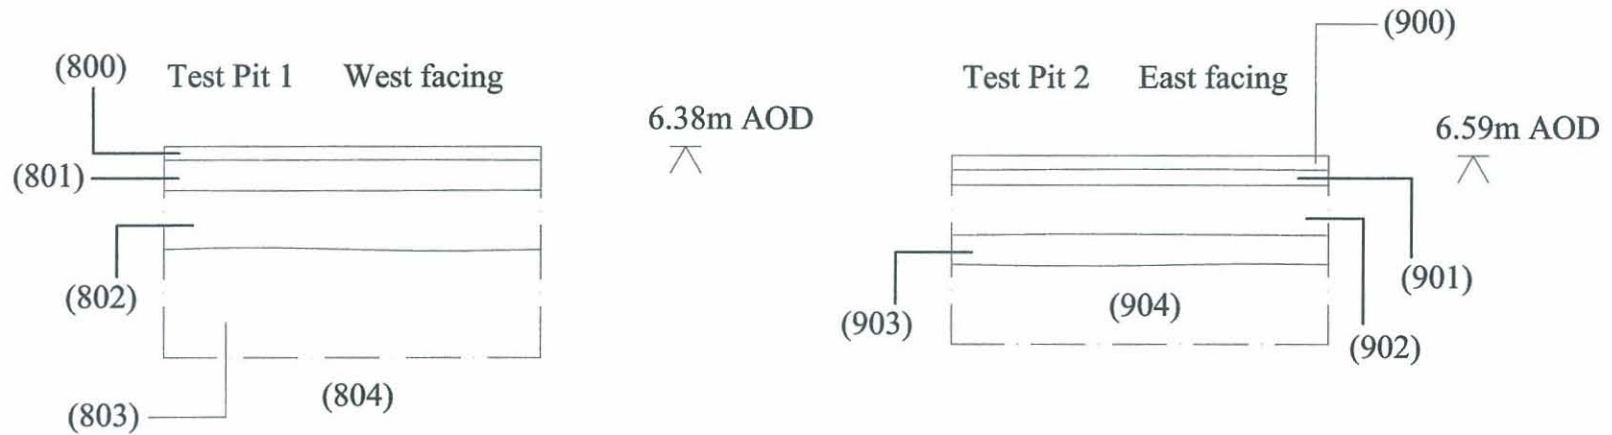 (900)
(800)
Test Pit 1 West facing
Test Pit 2 East facing
6.38m AOD
6.59m AOD
(801)
(802)
(901)
(903)
(904)
(902)
(804)
(803)